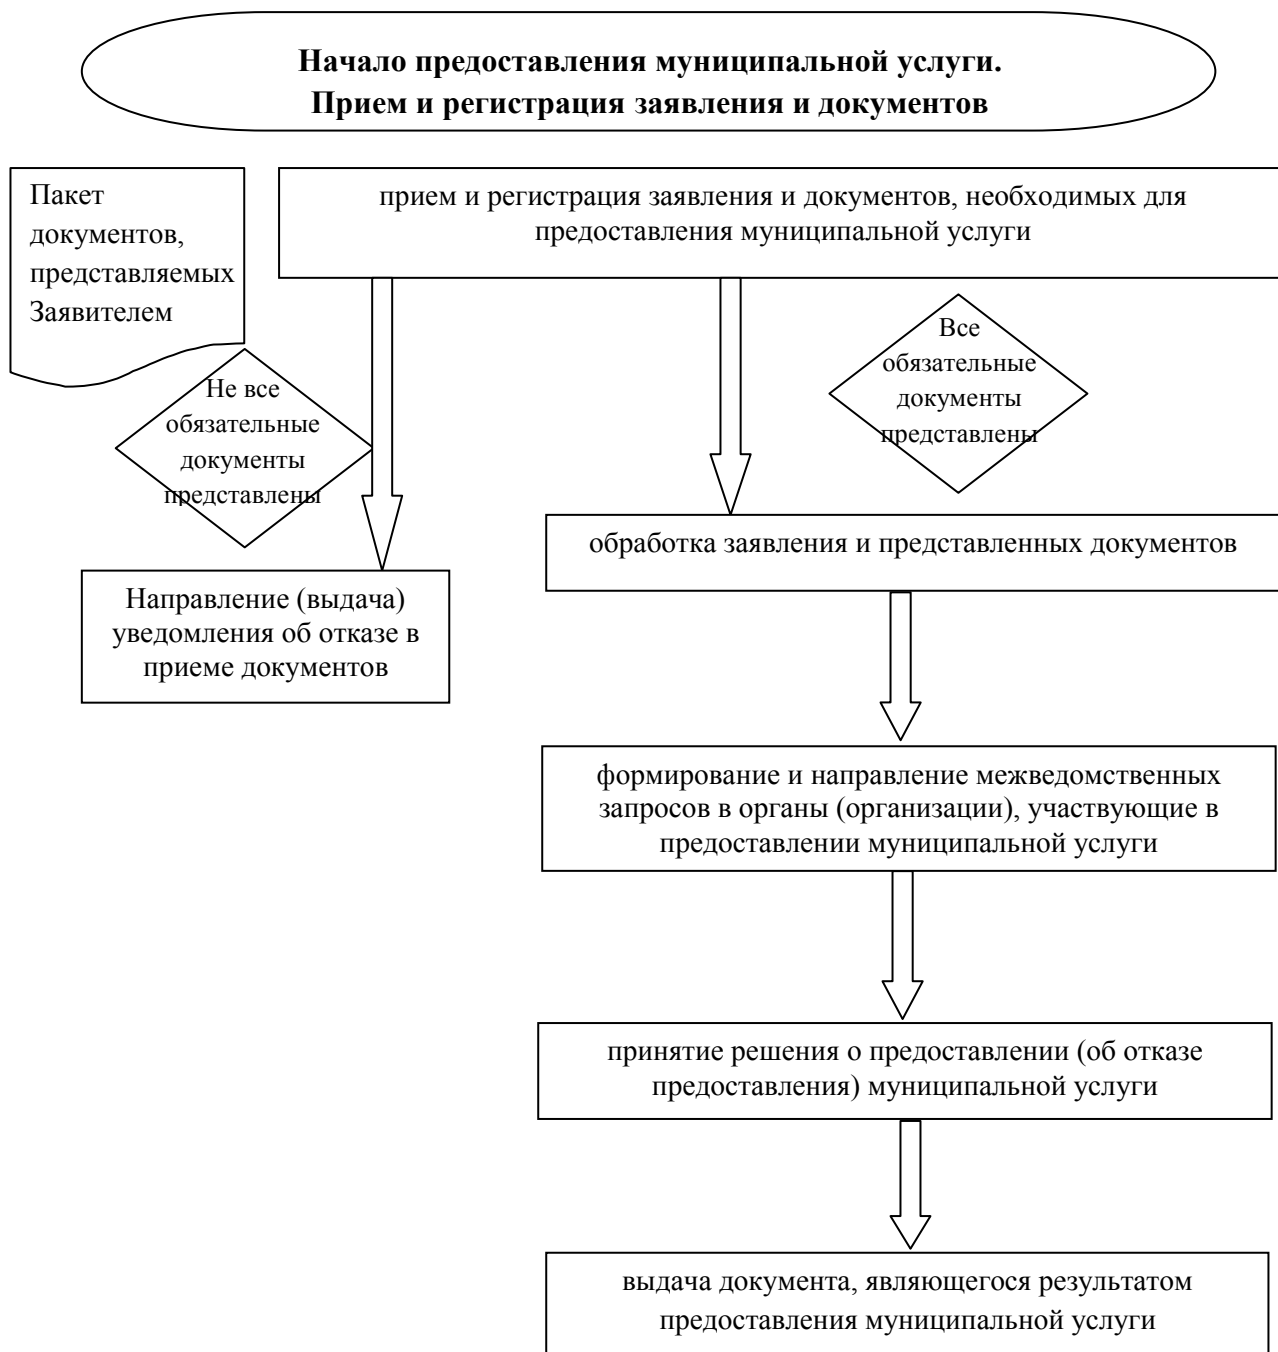 Начало предоставления муниципальной услуги.
Прием и регистрация заявления и документов
Пакет
документов,
представляемых
Заявителем
прием и регистрация заявления и документов, необходимых для
предоставления муниципальной услуги
Не все
обязательные
документы
представлены
Все
обязательные
документы
представлены
Направление (выдача)
уведомления об отказе в
приеме документов
обработка заявления и представленных документов
формирование и направление межведомственных
запросов в органы (организации), участвующие в
предоставлении муниципальной услуги
принятие решения о предоставлении (об отказе
предоставления) муниципальной услуги
выдача документа, являющегося результатом
предоставления муниципальной услуги